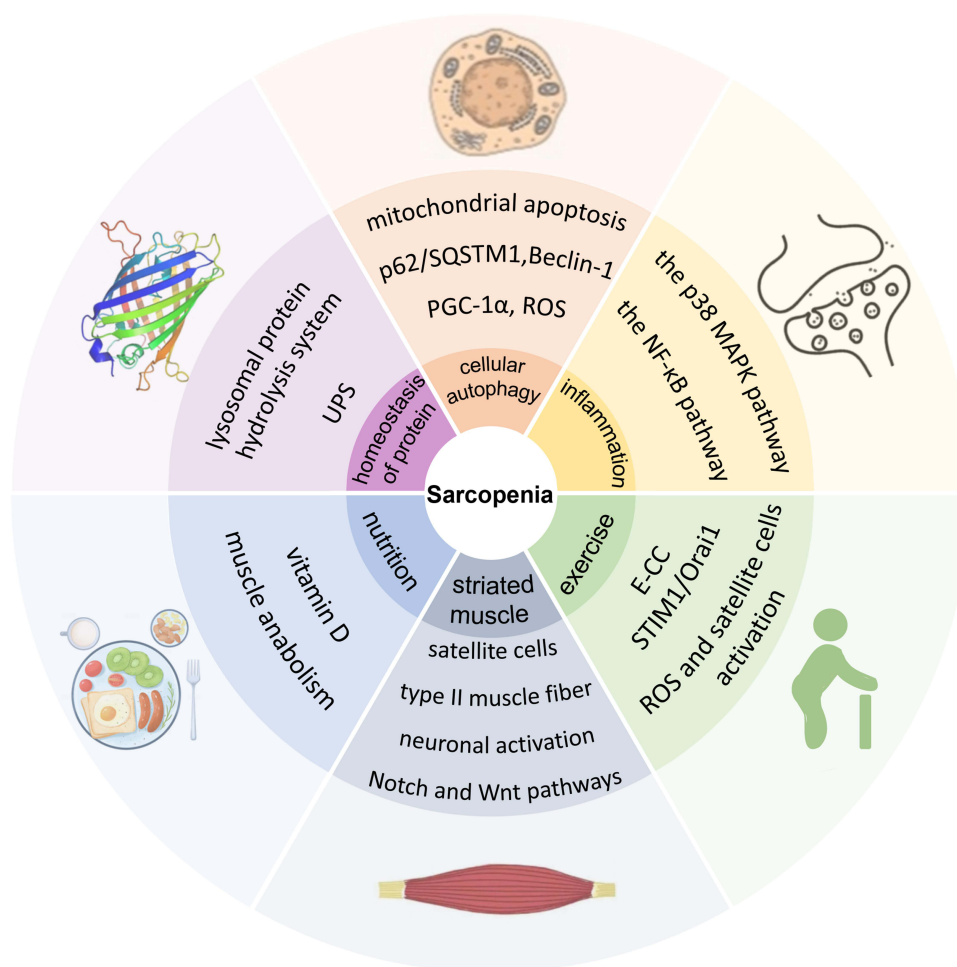 mitochondrial apoptosis
p62/SQSTM1,Beclin-1
PGC-1α, ROS
cellular
autophagy
the p38 MAPK pathway
the NF-κB pathway
inflammation
lysosomal protein
hydrolysis system
UPS
homeostasis
of protein
Sarcopenia
nutrition
vitamin D
muscle anabolism
striated
muscle
satellite cells
type II muscle fiber
neuronal activation
Notch and Wnt pathways
exercise
E-CC
STIM1/Orai1
ROS and satellite cells
activation